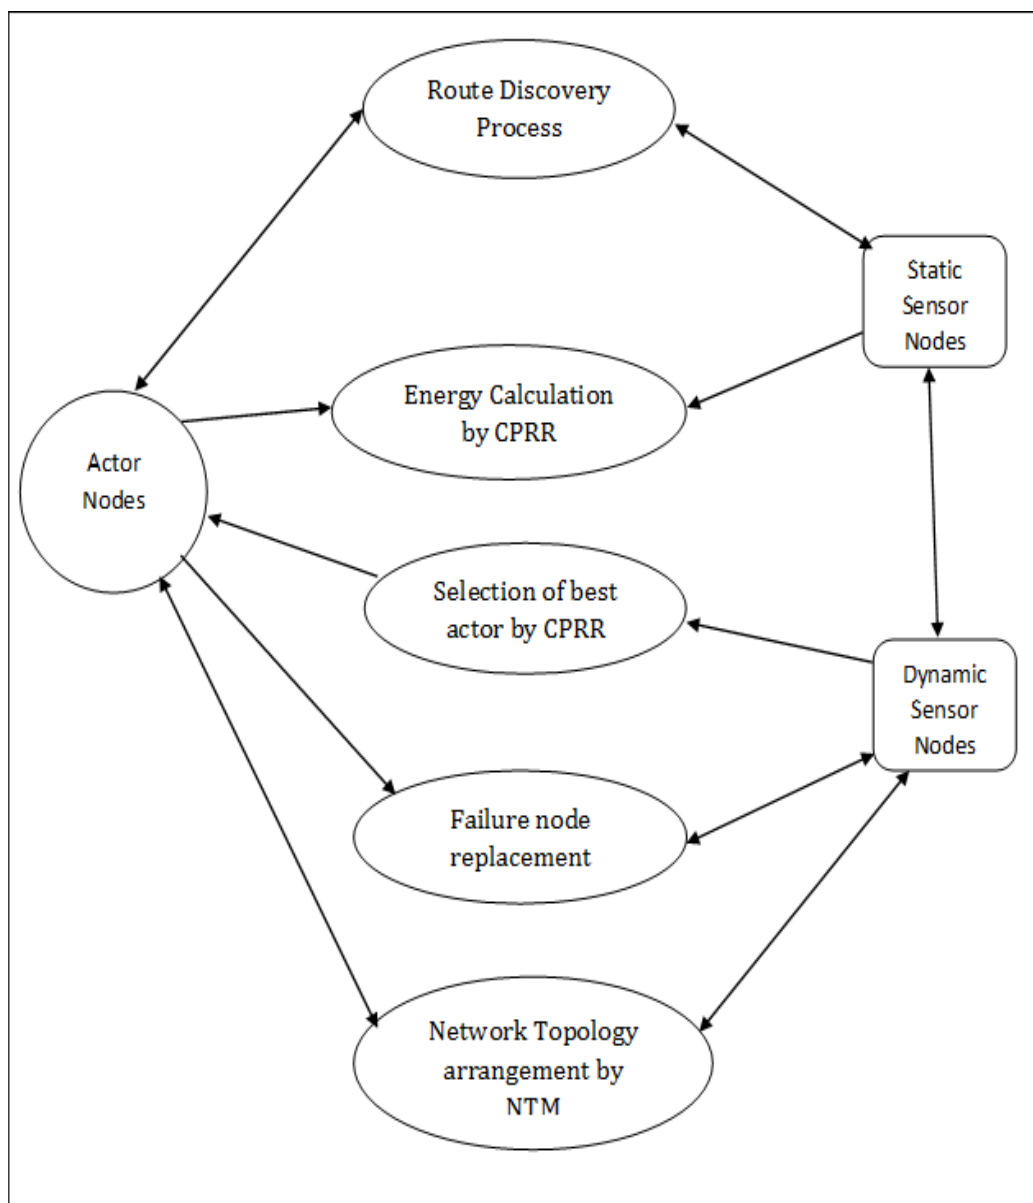 Route Discovery
Process
Static
Sensor
Nodes
Energy Calculation
by CPRR
Actor
Nodes
Selection of best
actor by CPRR
Dynamic
Sensor
Nodes
Failure node
replacement
Network Topology
arrangement by
NTM